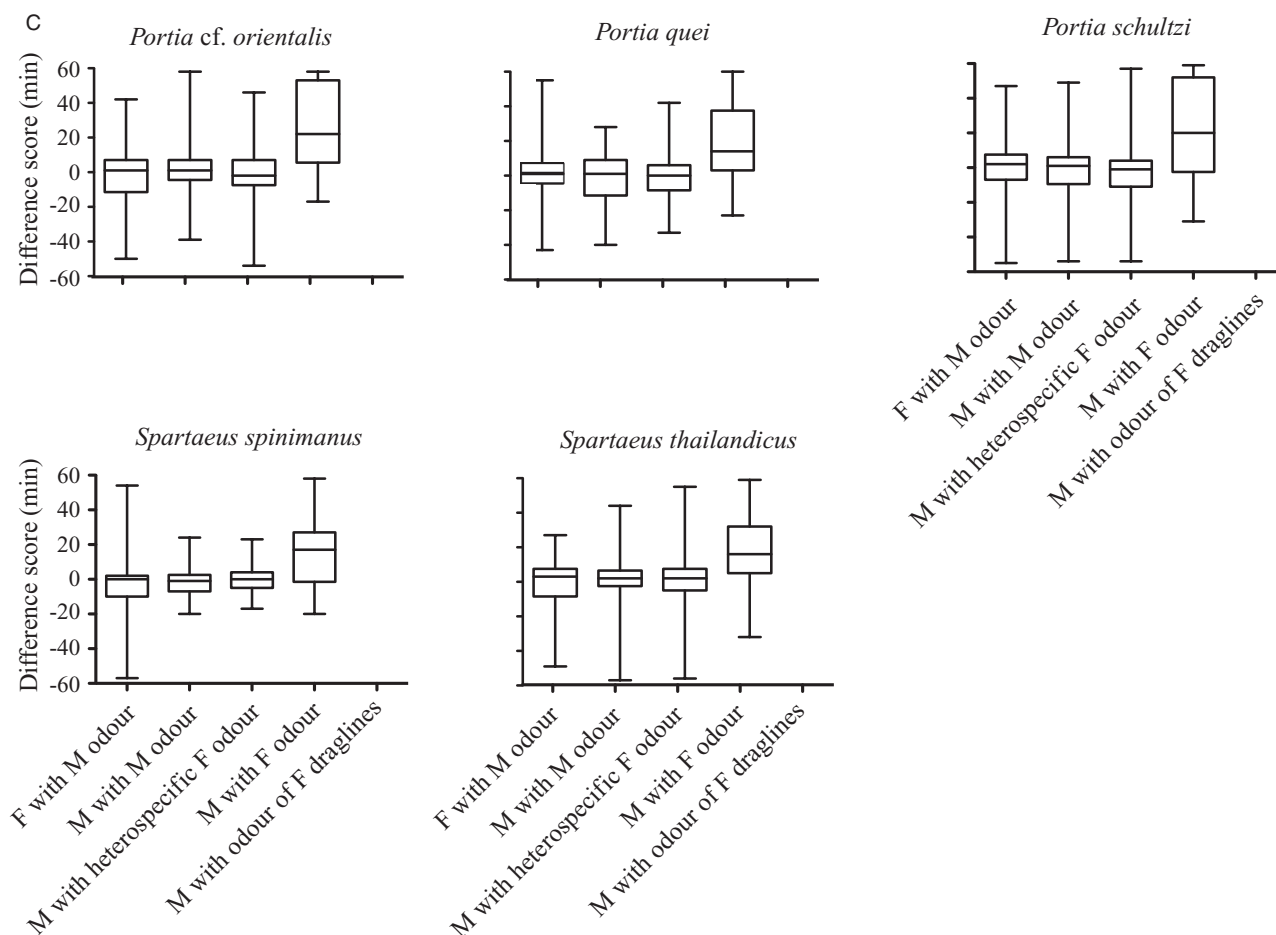 C
Portia cf. orientalis
Portia quei
Portia schultzi
Difference score (min)
60
40
20
0
-20
-40
-60
F with M odour
M with M odour
M with heterospecific F odour
M with F odour
M with odour of F draglines
Spartaeus spinimanus
Spartaeus thailandicus
Difference score (min)
60
40
20
0
-20
-40
-60
F with M odour
M with M odour
M with heterospecific F odour
M with F odour
M with odour of F draglines
F with M odour
M with M odour
M with heterospecific F odour
M with F odour
M with odour of F draglines